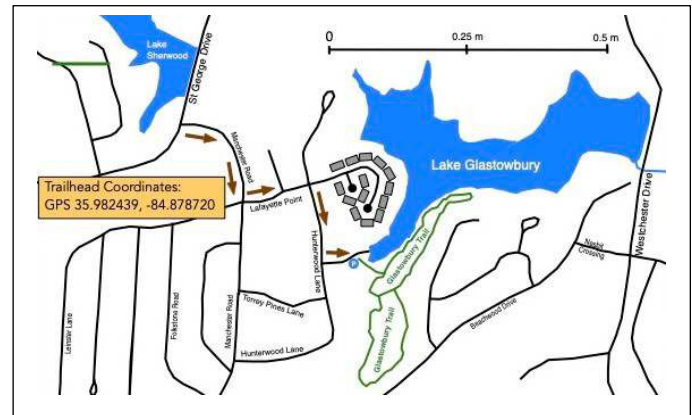 0
0.25 m
0.5 m
Lake
Sherwood
St George Drive
Manchester Road
Lake Glastowbury
Trailhead Coordinates:
GPS 35.982439, -84.878720
Lafayette Point
Westchester Drive
Hunterwood Lane
Glastowbury Trail
Nesbit
Crossing
P
Leinster Lane
Folkstone Road
Manchester Road
Torrey Pines Lane
Beachwood Drive
Glastowbury Trail
Hunterwood Lane